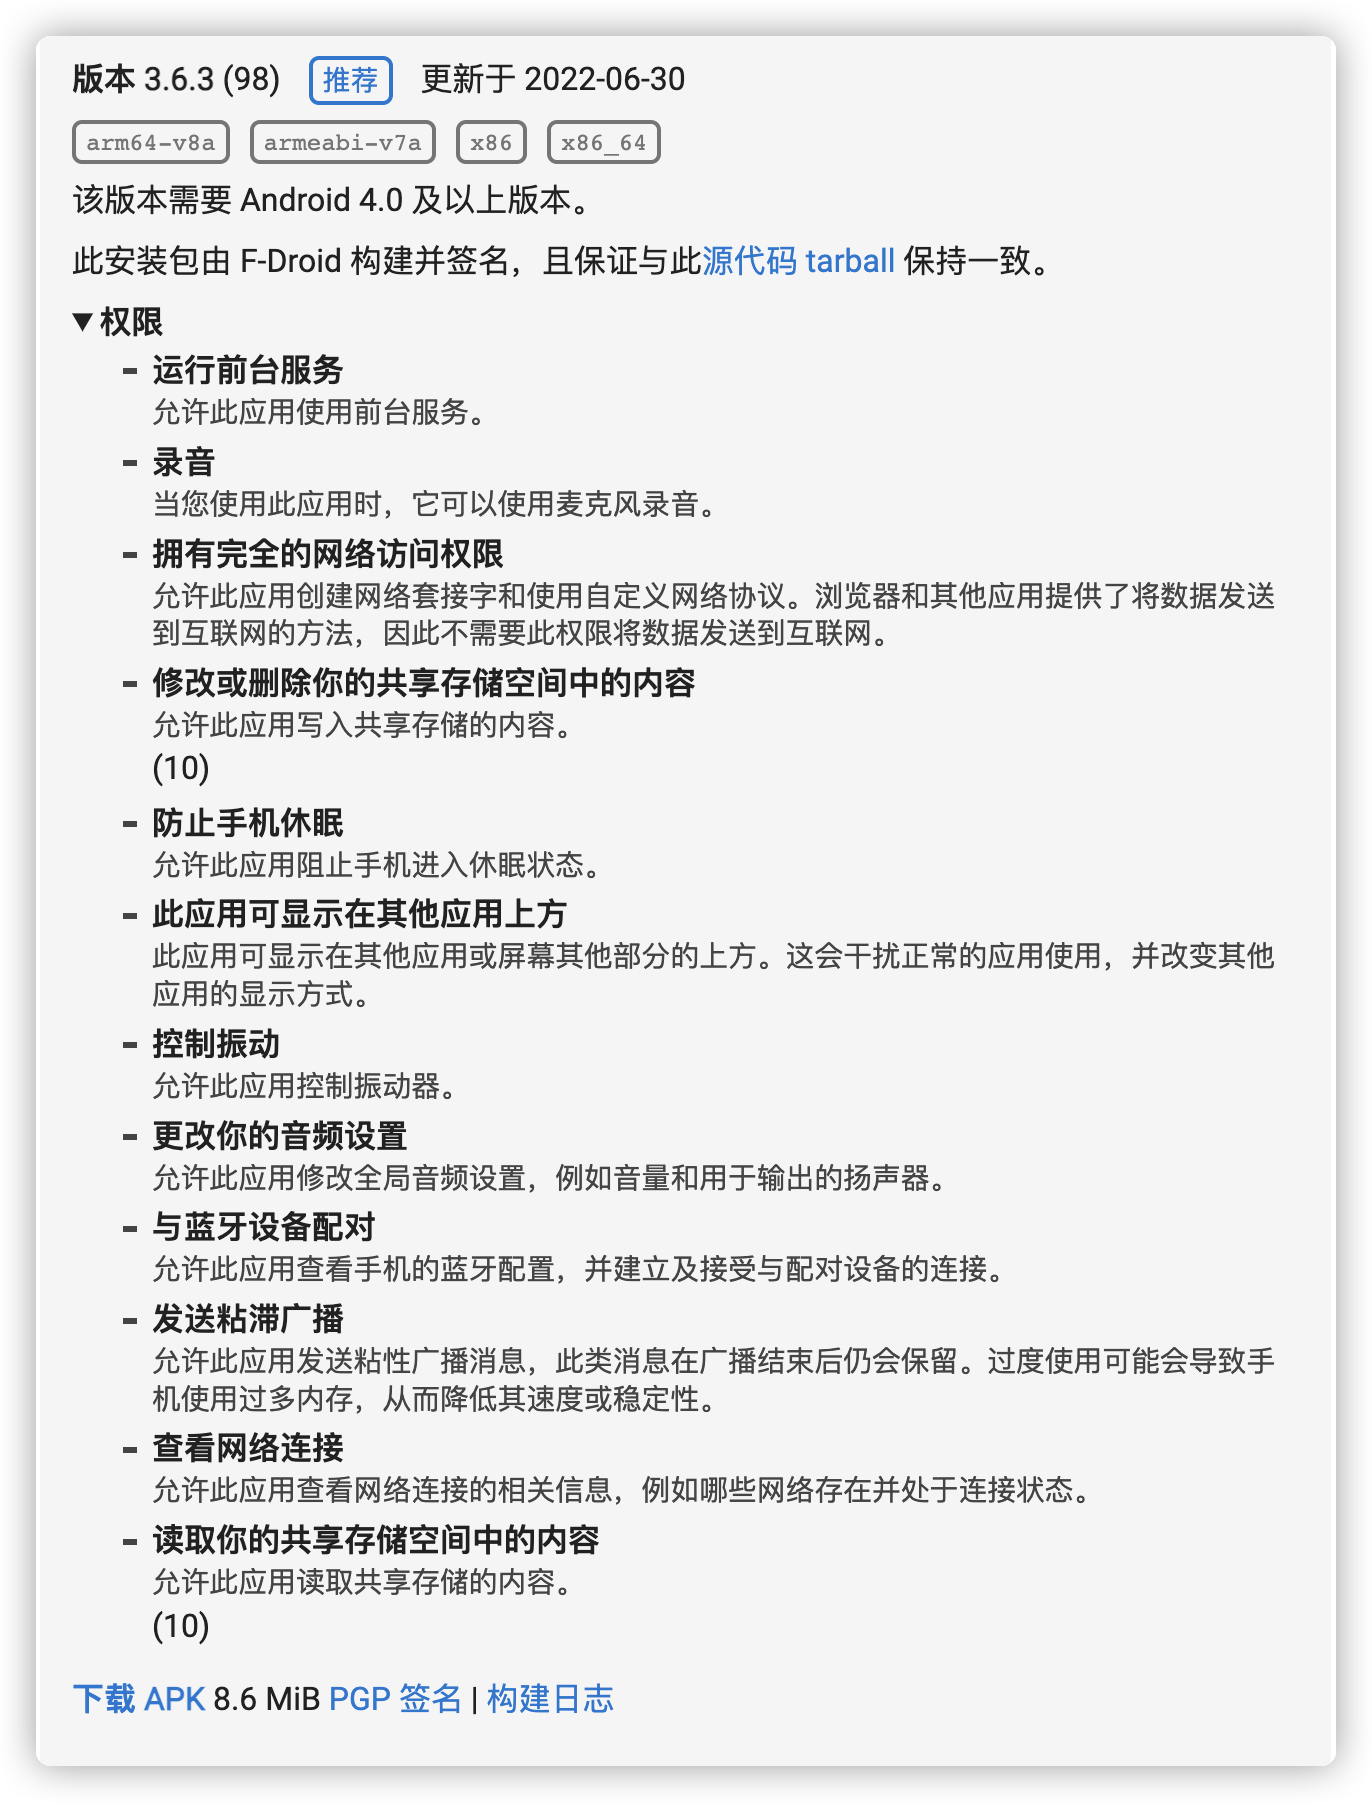 版本 3.6.3 (98) 推荐 更新于 2022-06-30
arm64-v8a armeabi-v7a x86 x86_64
该版本需要 Android 4.0 及以上版本。
此安装包由 F-Droid 构建并签名，且保证与此源代码 tarball 保持一致。
▼权限
- 运行前台服务
允许此应用使用前台服务。
- 录音
当您使用此应用时，它可以使用麦克风录音。
- 拥有完全的网络访问权限
允许此应用创建网络套接字和使用自定义网络协议。浏览器和其他应用提供了将数据发送
到互联网的方法，因此不需要此权限将数据发送到互联网。
- 修改或删除你的共享存储空间中的内容
允许此应用写入共享存储的内容。
(10)
- 防止手机休眠
允许此应用阻止手机进入休眠状态。
- 此应用可显示在其他应用上方
此应用可显示在其他应用或屏幕其他部分的上方。这会干扰正常的应用使用，并改变其他
应用的显示方式。
- 控制振动
允许此应用控制振动器。
- 更改你的音频设置
允许此应用修改全局音频设置，例如音量和用于输出的扬声器。
- 与蓝牙设备配对
允许此应用查看手机的蓝牙配置，并建立及接受与配对设备的连接。
- 发送粘滞广播
允许此应用发送粘性广播消息，此类消息在广播结束后仍会保留。过度使用可能会导致手
机使用过多内存，从而降低其速度或稳定性。
- 查看网络连接
允许此应用查看网络连接的相关信息，例如哪些网络存在并处于连接状态。
- 读取你的共享存储空间中的内容
允许此应用读取共享存储的内容。
(10)
下载 APK 8.6 MiB PGP 签名 | 构建日志